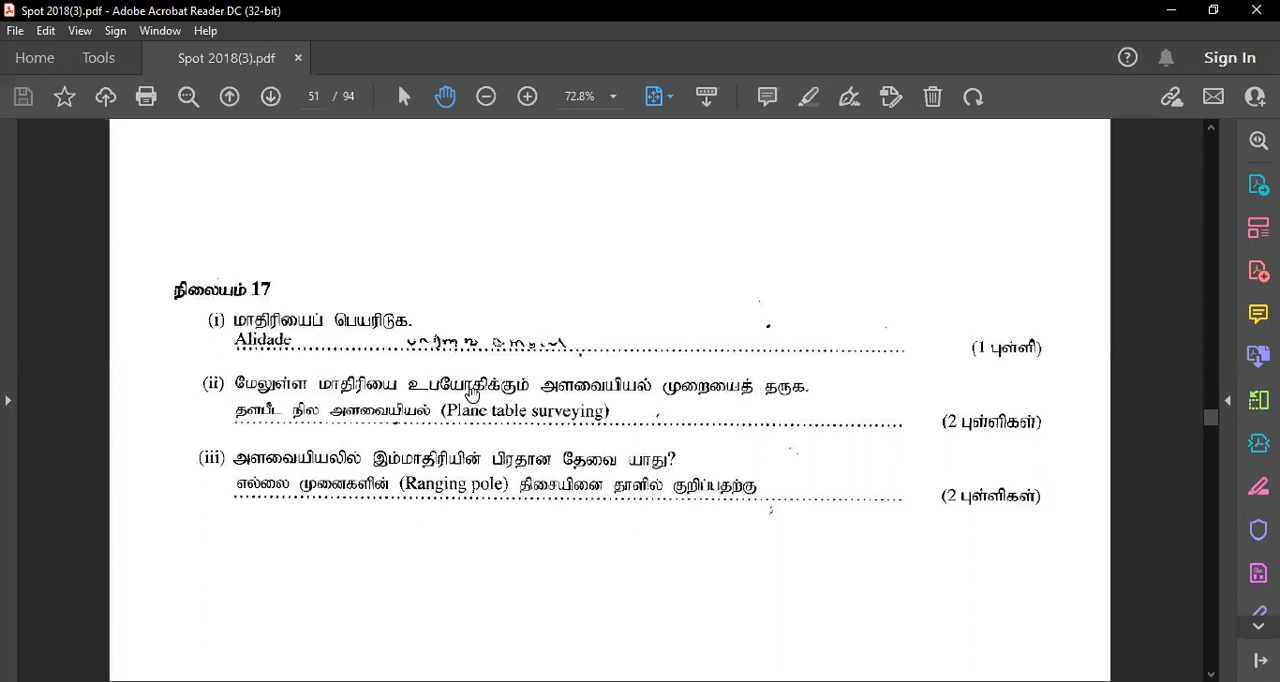 Spot 2018(3).pdf - Adobe Acrobat Reader DC (32-bit)
File Edit View Sign Window Help
Home Tools Spot 2018(3).pdf × Sign In
51 / 94 72.8%
நிலையம் 17
(i) மாதிரியைப் பெயரிடுக.
Alidade
(1 புள்ளி)
(ii) மேலுள்ள மாதிரியை உபயோதிக்கும் அளவையியல் முறையைத் தருக.
தளபீட நில அளவையியல் (Plane table surveying)
(2 புள்ளிகள்)
(iii) அளவையியலில் இம்மாதிரியின் பிரதான தேவை யாது?
எல்லை முனைகளின் (Ranging pole) திசையினை தாளில் குறிப்பதற்கு
(2 புள்ளிகள்)